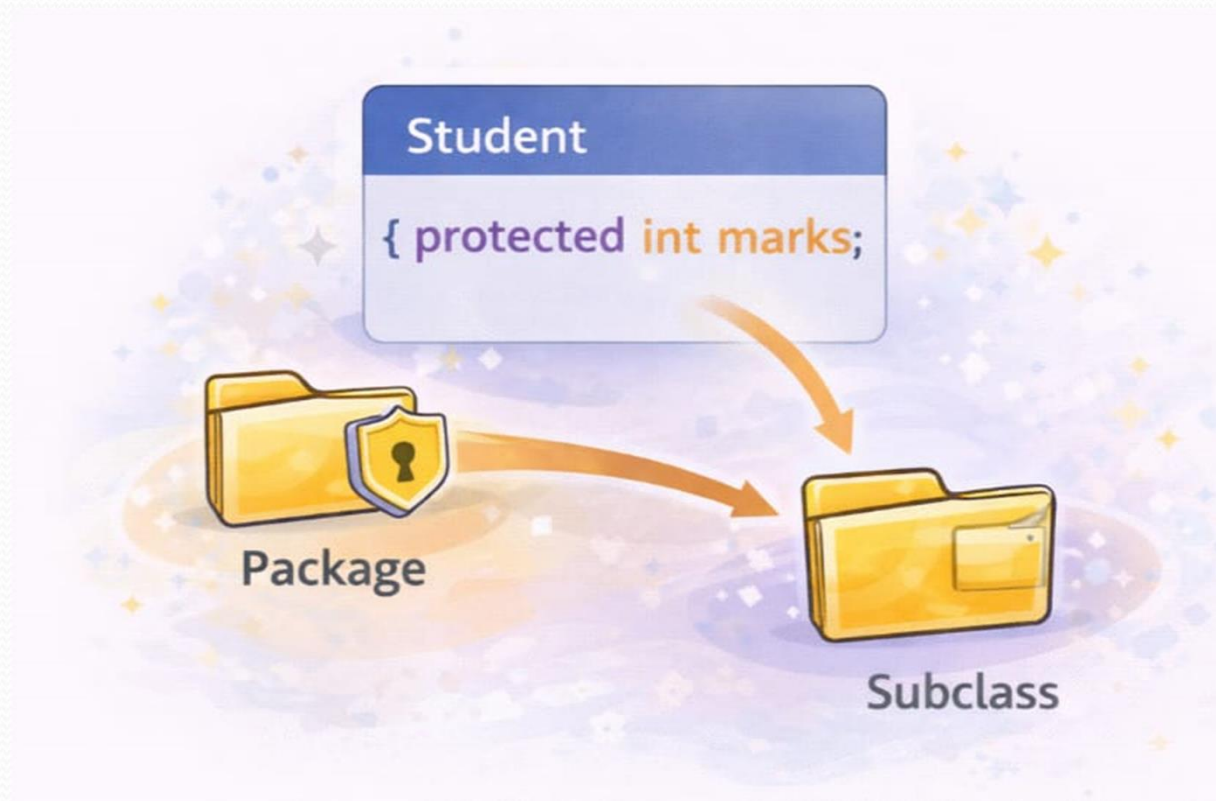 Student
{ protected int marks;
Package
Subclass